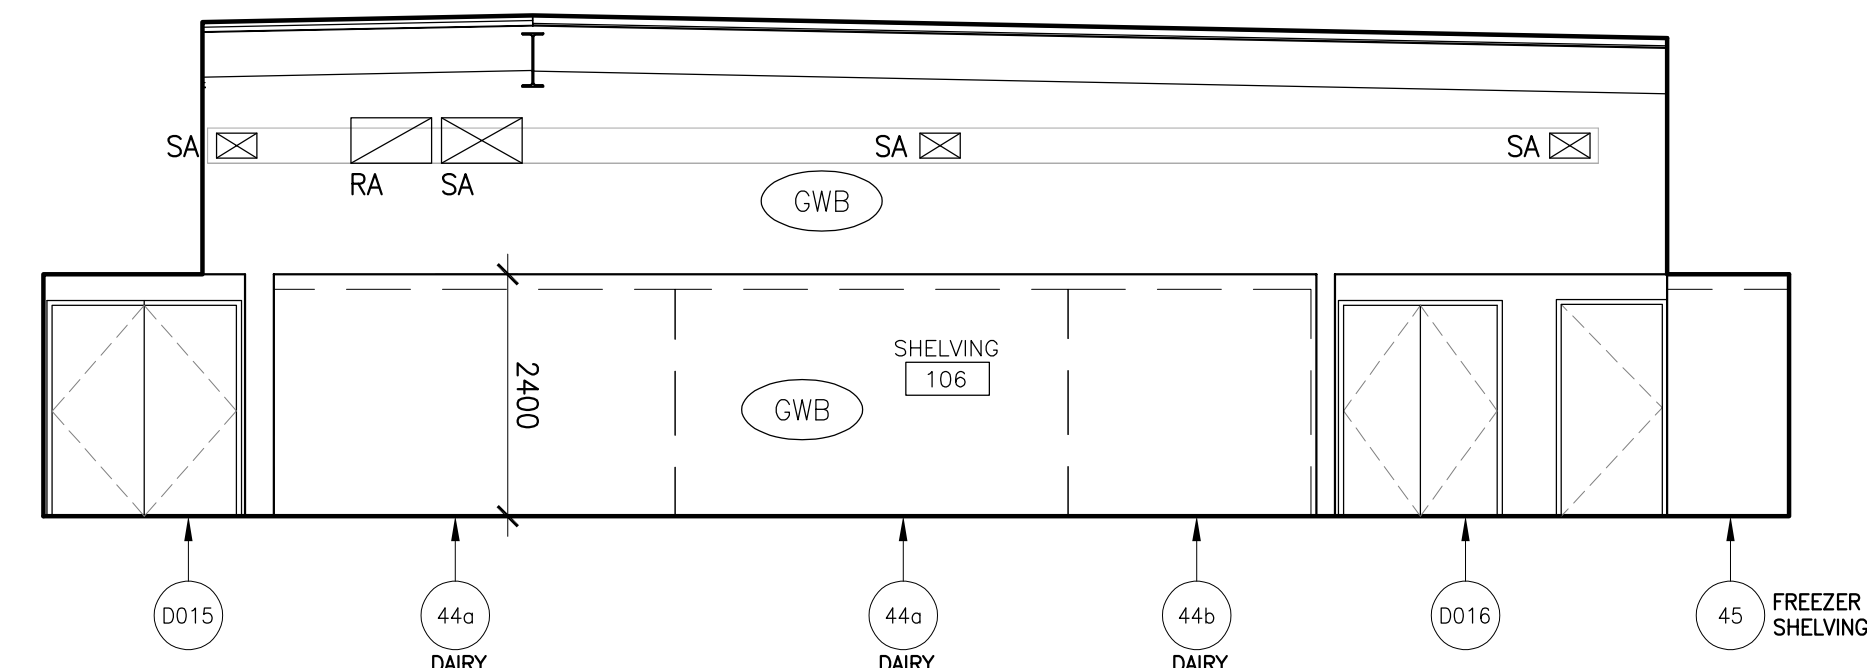 SA
SA
SA
RA
SA
GWB
SHELVING
106
2400
GWB
D015
44a
44a
44b
D016
45
FREEZER
SHELVING
DAIRY
DAIRY
DAIRY